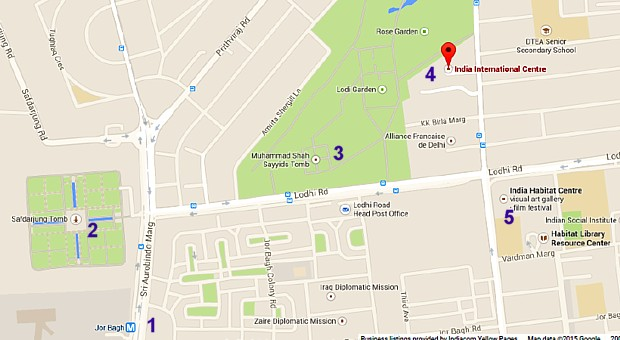 Rose Garden
DTEA Senior
Secondary School
Prithviraj Rd
Tughlaq Cres
Safdarjung Rd
India International Centre
4
Lodi Garden
Amrita Shergill Ln
KK Birla Marg
Alliance Francaise
de Delhi
3
Muhammad Shah
Sayyids Tomb
Lodhi Rd
Lodhi Rd
India Habitat Centre
visual art gallery
film festival
5
Lodhi Road
Head Post Office
Safdarjung Tomb
2
Indian Social Institute
Habitat Library
Resource Center
Vardhman Marg
Sri Aurobindo Marg
Jor Bagh Colony Rd
Iraq Diplomatic Mission
Third Ave
Zaire Diplomatic Mission
Jor Bagh
M
1
Jor Bagh Rd
Business listings provided by Indiacom Yellow Pages
Map data ©2015 Google